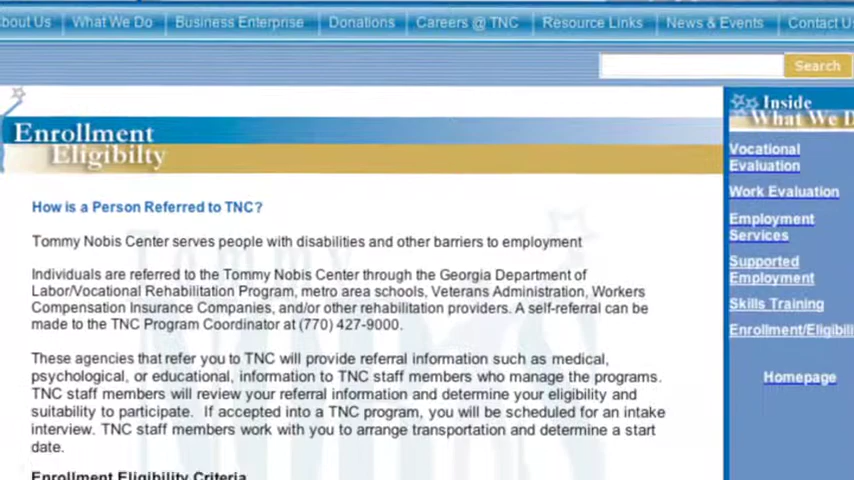 bout Us What We Do Business Enterprise Donations Careers @ TNC Resource Links News & Events Contact U
Search
Enrollment
Eligibilty
Inside
What We D
Vocational
Evaluation
Work Evaluation
Employment
Services
Supported
Employment
Skills Training
Enrollment/Eligibili
Homepage
How is a Person Referred to TNC?
Tommy Nobis Center serves people with disabilities and other barriers to employment
Individuals are referred to the Tommy Nobis Center through the Georgia Department of
Labor/Vocational Rehabilitation Program, metro area schools, Veterans Administration, Workers
Compensation Insurance Companies, and/or other rehabilitation providers. A self-referral can be
made to the TNC Program Coordinator at (770) 427-9000.
These agencies that refer you to TNC will provide referral information such as medical,
psychological, or educational, information to TNC staff members who manage the programs.
TNC staff members will review your referral information and determine your eligibility and
suitability to participate. If accepted into a TNC program, you will be scheduled for an intake
interview. TNC staff members work with you to arrange transportation and determine a start
date.
Enrollment Eligibility Criteria